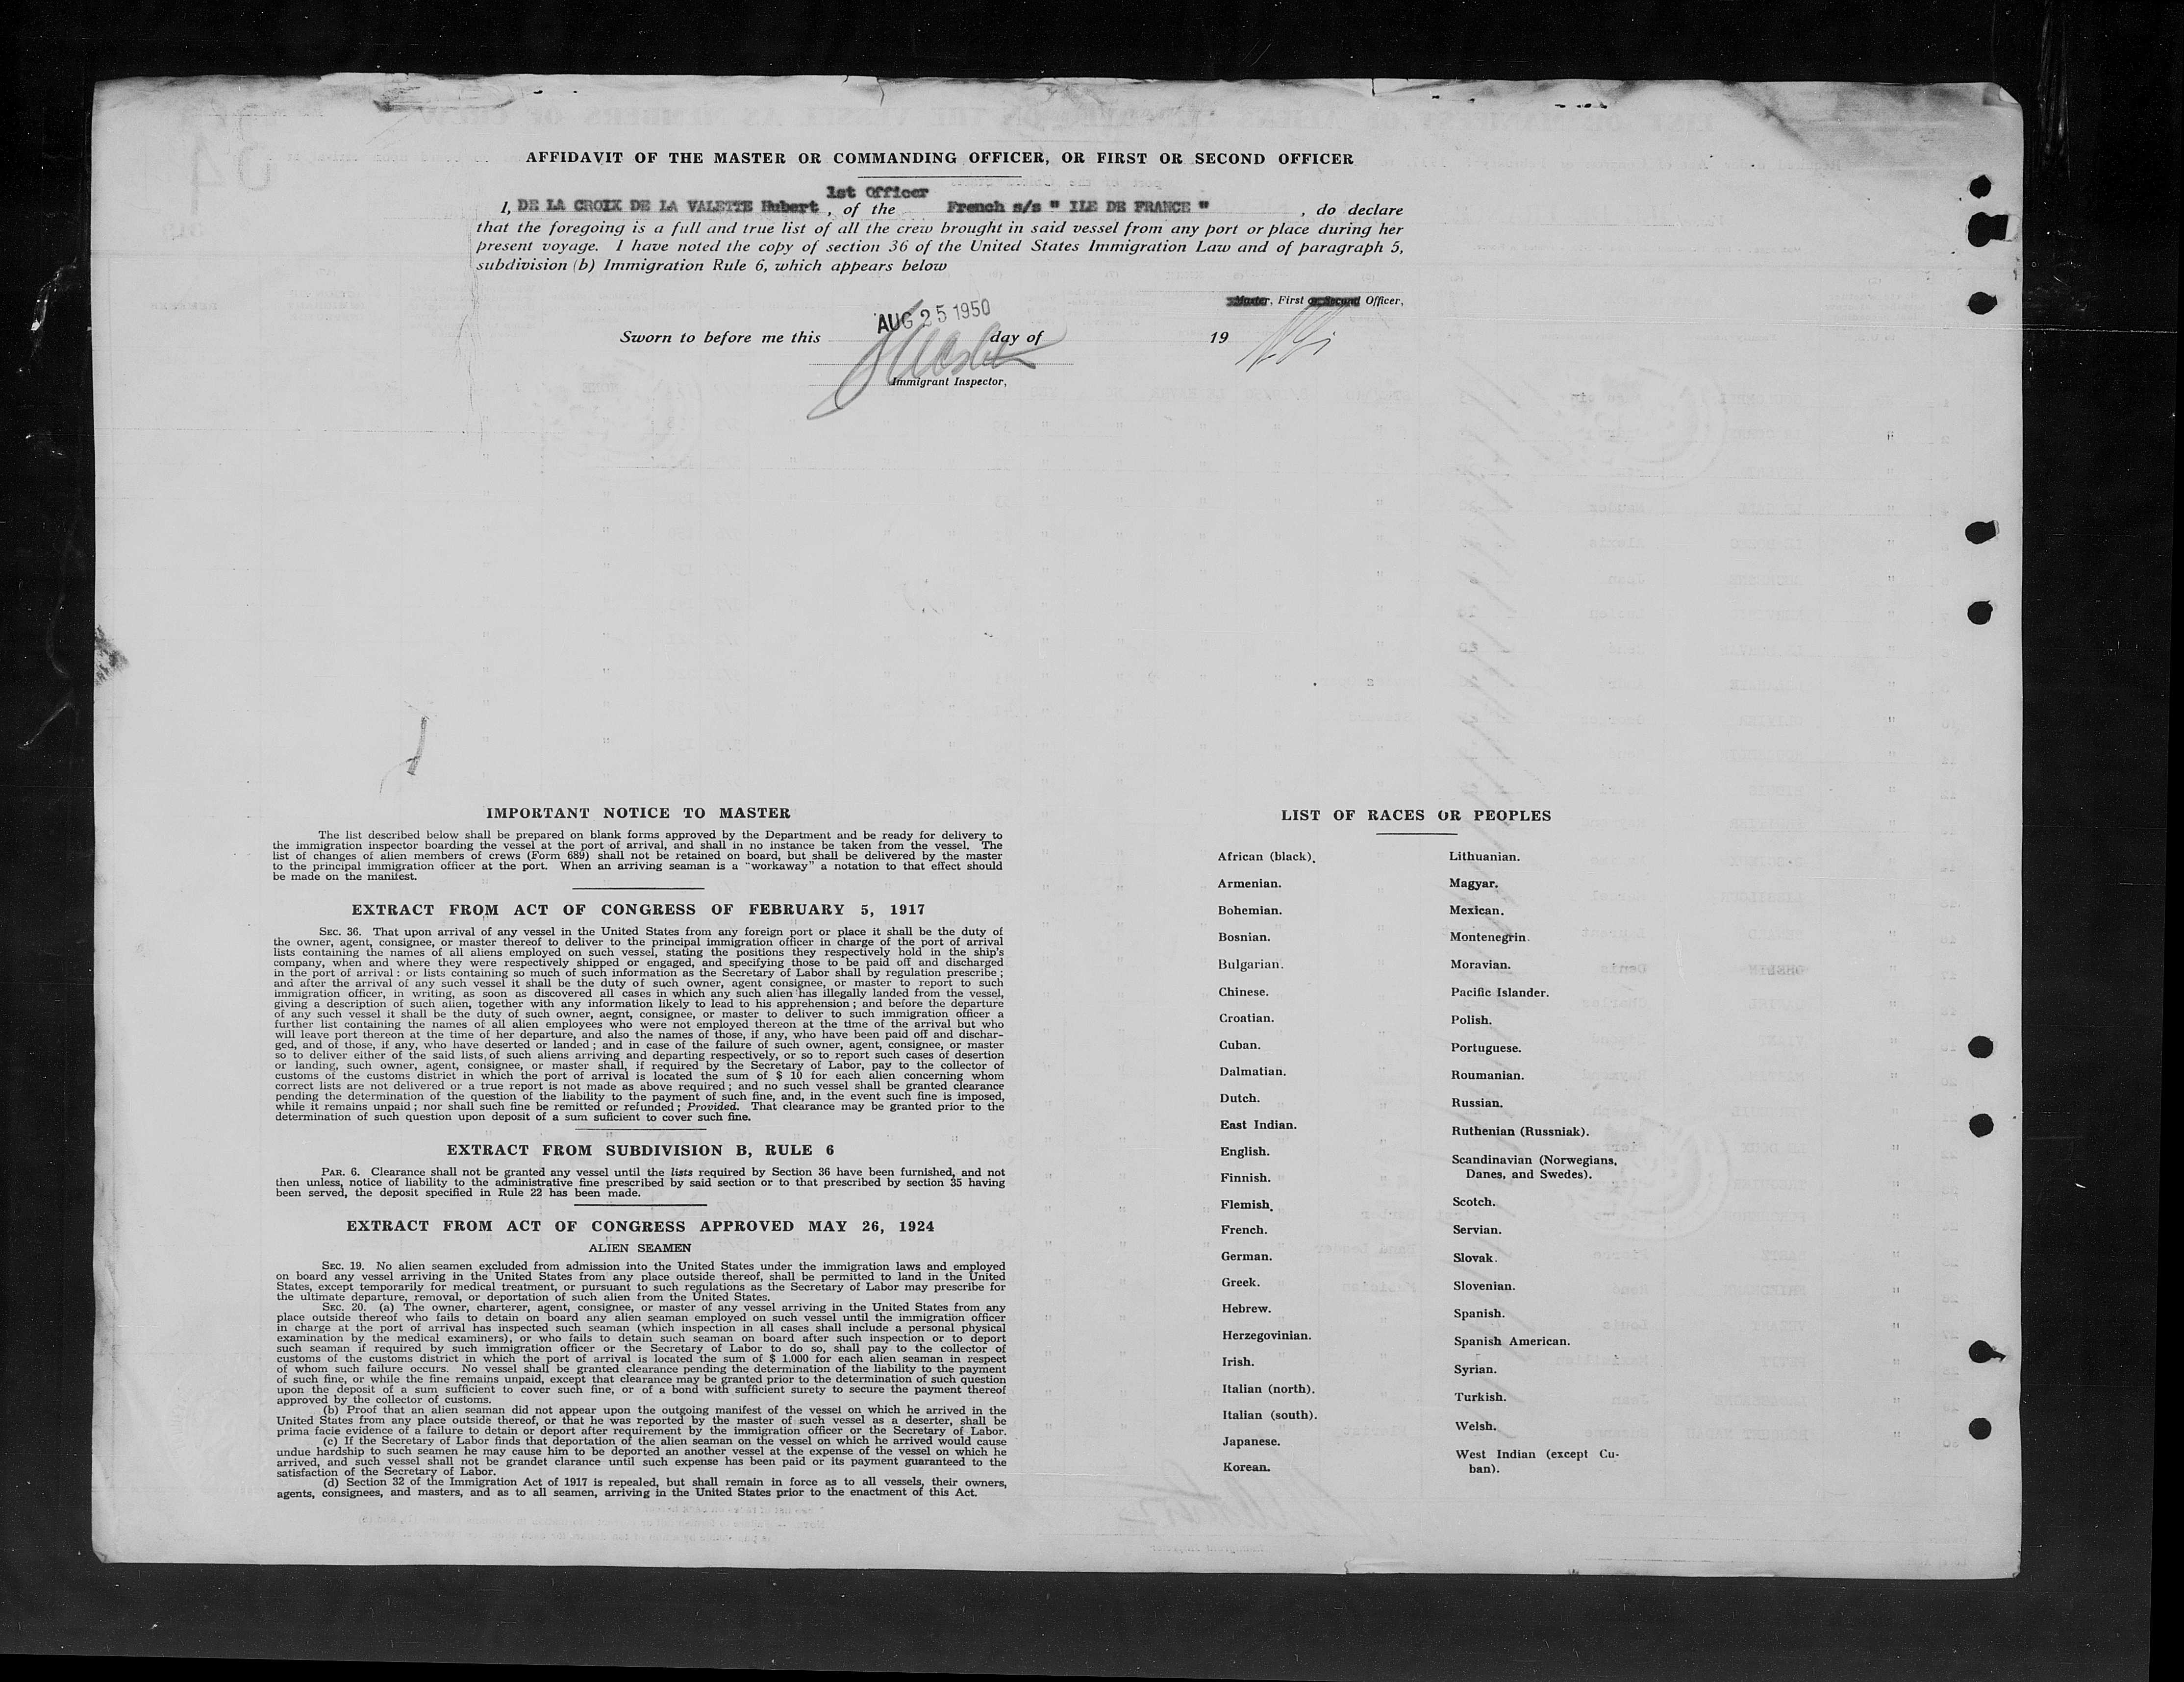 AFFIDAVIT OF THE MASTER OR COMMANDING OFFICER, OR FIRST OR SECOND OFFICER
1st Officer
I, DE LA CROIX DE LA VALETTE Hubert, of the French s/s " ILE DE FRANCE ", do declare
that the foregoing is a full and true list of all the crew brought in said vessel from any port or place during her
present voyage. I have noted the copy of section 36 of the United States Immigration Law and of paragraph 5,
subdivision (b) Immigration Rule 6, which appears below
Master, First or Second Officer,
AUG 25 1950
Sworn to before me this day of 19
Immigrant Inspector,
IMPORTANT NOTICE TO MASTER
The list described below shall be prepared on blank forms approved by the Department and be ready for delivery to
the immigration inspector boarding the vessel at the port of arrival, and shall in no instance be taken from the vessel. The
list of changes of alien members of crews (Form 689) shall not be retained on board, but shall be delivered by the master
to the principal immigration officer at the port. When an arriving seaman is a "workaway" a notation to that effect should
be made on the manifest.
EXTRACT FROM ACT OF CONGRESS OF FEBRUARY 5, 1917
SEC. 36. That upon arrival of any vessel in the United States from any foreign port or place it shall be the duty of
the owner, agent, consignee, or master thereof to deliver to the principal immigration officer in charge of the port of arrival
lists containing the names of all aliens employed on such vessel, stating the positions they respectively hold in the ship's
company, when and where they were respectively shipped or engaged, and specifying those to be paid off and discharged
in the port of arrival : or lists containing so much of such information as the Secretary of Labor shall by regulation prescribe ;
and after the arrival of any such vessel it shall be the duty of such owner, agent consignee, or master to report to such
immigration officer, in writing, as soon as discovered all cases in which any such alien has illegally landed from the vessel,
giving a description of such alien, together with any information likely to lead to his apprehension ; and before the departure
of any such vessel it shall be the duty of such owner, aegnt, consignee, or master to deliver to such immigration officer a
further list containing the names of all alien employees who were not employed thereon at the time of the arrival but who
will leave port thereon at the time of her departure, and also the names of those, if any, who have been paid off and dischar-
ged, and of those, if any, who have deserted or landed ; and in case of the failure of such owner, agent, consignee, or master
so to deliver either of the said lists, of such aliens arriving and departing respectively, or so to report such cases of desertion
or landing, such owner, agent, consignee, or master shall, if required by the Secretary of Labor, pay to the collector of
customs of the customs district in which the port of arrival is located the sum of $ 10 for each alien concerning whom
correct lists are not delivered or a true report is not made as above required ; and no such vessel shall be granted clearance
pending the determination of the question of the liability to the payment of such fine, and, in the event such fine is imposed,
while it remains unpaid ; nor shall such fine be remitted or refunded ; Provided. That clearance may be granted prior to the
determination of such question upon deposit of a sum suficient to cover such fine.
EXTRACT FROM SUBDIVISION B, RULE 6
PAR. 6. Clearance shall not be granted any vessel until the lists required by Section 36 have been furnished, and not
then unless, notice of liability to the administrative fine prescribed by said section or to that prescribed by section 35 having
been served, the deposit specified in Rule 22 has been made.
EXTRACT FROM ACT OF CONGRESS APPROVED MAY 26, 1924
ALIEN SEAMEN
SEC. 19. No alien seamen excluded from admission into the United States under the immigration laws and employed
on board any vessel arriving in the United States from any place outside thereof, shall be permitted to land in the United
States, except temporarily for medical treatment, or pursuant to such regulations as the Secretary of Labor may prescribe for
the ultimate departure, removal, or deportation of such alien from the United States.
SEC. 20. (a) The owner, charterer, agent, consignee, or master of any vessel arriving in the United States from any
place outside thereof who fails to detain on board any alien seaman employed on such vessel until the immigration officer
in charge at the port of arrival has inspected such seaman (which inspection in all cases shall include a personal physical
examination by the medical examiners), or who fails to detain such seaman on board after such inspection or to deport
such seaman if required by such immigration officer or the Secretary of Labor to do so, shall pay to the collector of
customs of the customs district in which the port of arrival is located the sum of $ 1.000 for each alien seaman in respect
of whom such failure occurs. No vessel shall be granted clearance pending the determination of the liability to the payment
of such fine, or while the fine remains unpaid, except that clearance may be granted prior to the determination of such question
upon the deposit of a sum sufficient to cover such fine, or of a bond with sufficient surety to secure the payment thereof
approved by the collector of customs.
(b) Proof that an alien seaman did not appear upon the outgoing manifest of the vessel on which he arrived in the
United States from any place outside thereof, or that he was reported by the master of such vessel as a deserter, shall be
prima facie evidence of a failure to detain or deport after requirement by the immigration officer or the Secretary of Labor.
(c) If the Secretary of Labor finds that deportation of the alien seaman on the vessel on which he arrived would cause
undue hardship to such seamen he may cause him to be deported an another vessel at the expense of the vessel on which he
arrived, and such vessel shall not be grandet clarance until such expense has been paid or its payment guaranteed to the
satisfaction of the Secretary of Labor.
(d) Section 32 of the Immigration Act of 1917 is repealed, but shall remain in force as to all vessels, their owners,
agents, consignees, and masters, and as to all seamen, arriving in the United States prior to the enactment of this Act.
LIST OF RACES OR PEOPLES
African (black).
Armenian.
Bohemian.
Bosnian.
Bulgarian.
Chinese.
Croatian.
Cuban.
Dalmatian.
Dutch.
East Indian.
English.
Finnish.
Flemish.
French.
German.
Greek.
Hebrew.
Herzegovinian.
Irish.
Italian (north).
Italian (south).
Japanese.
Korean.
Lithuanian.
Magyar.
Mexican.
Montenegrin.
Moravian.
Pacific Islander.
Polish.
Portuguese.
Roumanian.
Russian.
Ruthenian (Russniak).
Scandinavian (Norwegians,
Danes, and Swedes).
Scotch.
Servian.
Slovak.
Slovenian.
Spanish.
Spanish American.
Syrian.
Turkish.
Welsh.
West Indian (except Cu-
ban).